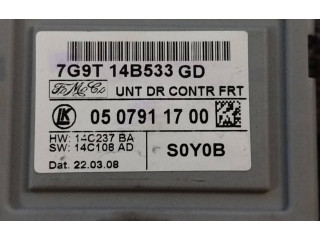 7G9T 14B533 GD
FoMoCo UNT DR CONTR FRT
LK 05 0791 17 00
HW: 14C237 BA
SW: 14C108 AD
Dat. 22.03.08
S0Y0B